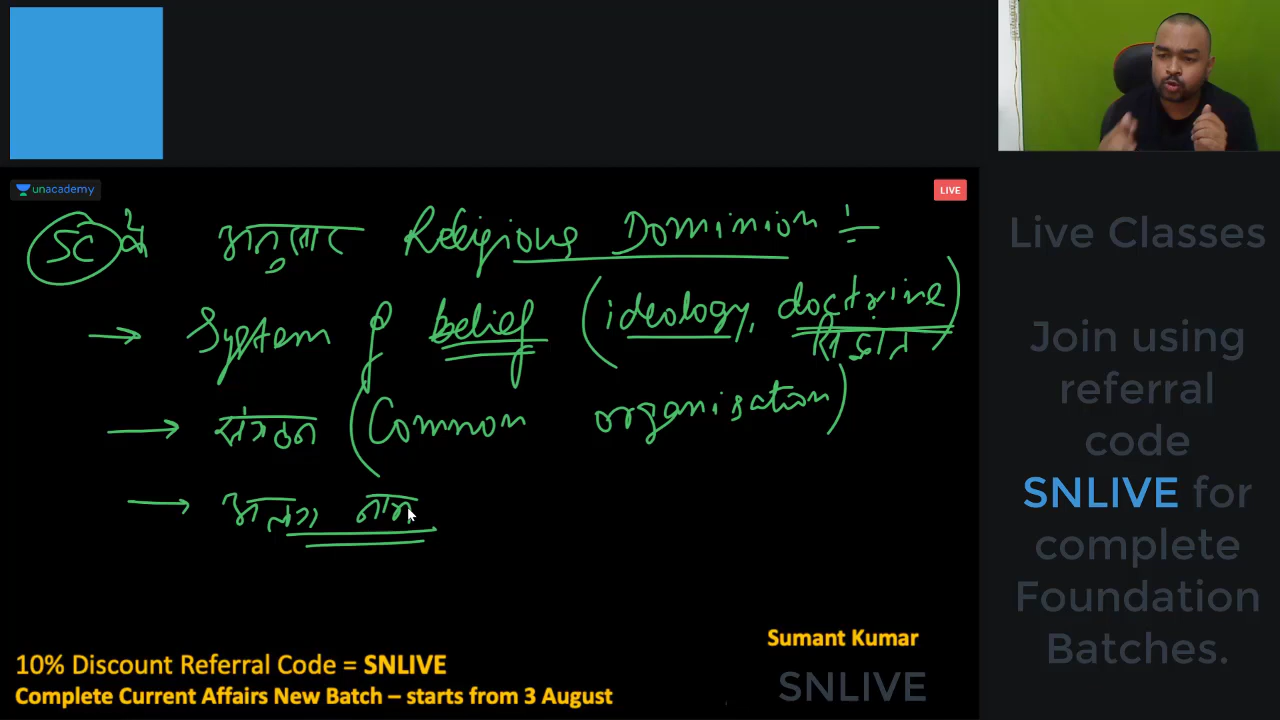 unacademy
LIVE
SC के अनुसार Religious Dominion :-
→ System of belief (ideology, doctrine)
सिद्धांत
→ संगठन (Common organisation)
→ अलग नाम
Sumant Kumar
SNLIVE
10% Discount Referral Code = SNLIVE
Complete Current Affairs New Batch – starts from 3 August
Live Classes
Join using
referral
code
SNLIVE for
complete
Foundation
Batches.